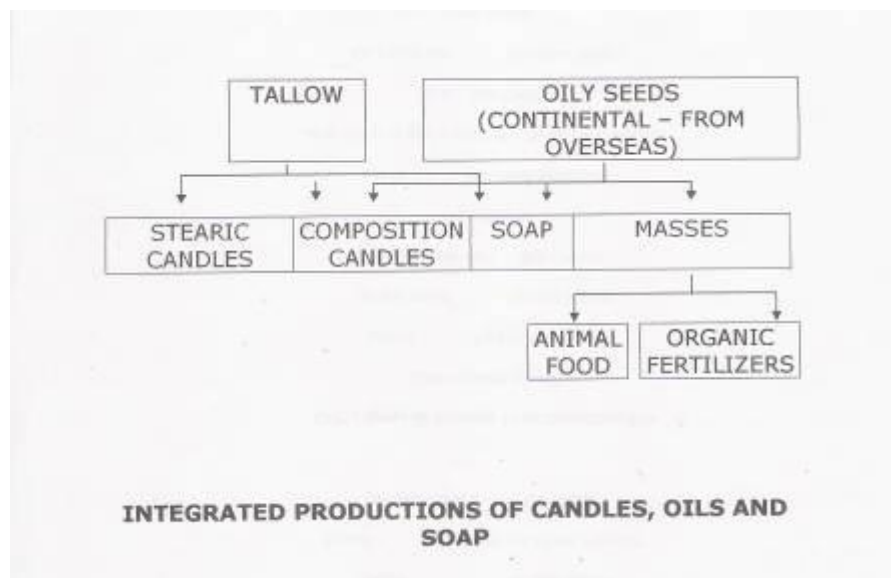 TALLOW
OILY SEEDS
(CONTINENTAL – FROM
OVERSEAS)
STEARIC
CANDLES
COMPOSITION
CANDLES
SOAP
MASSES
ANIMAL
FOOD
ORGANIC
FERTILIZERS
INTEGRATED PRODUCTIONS OF CANDLES, OILS AND
SOAP